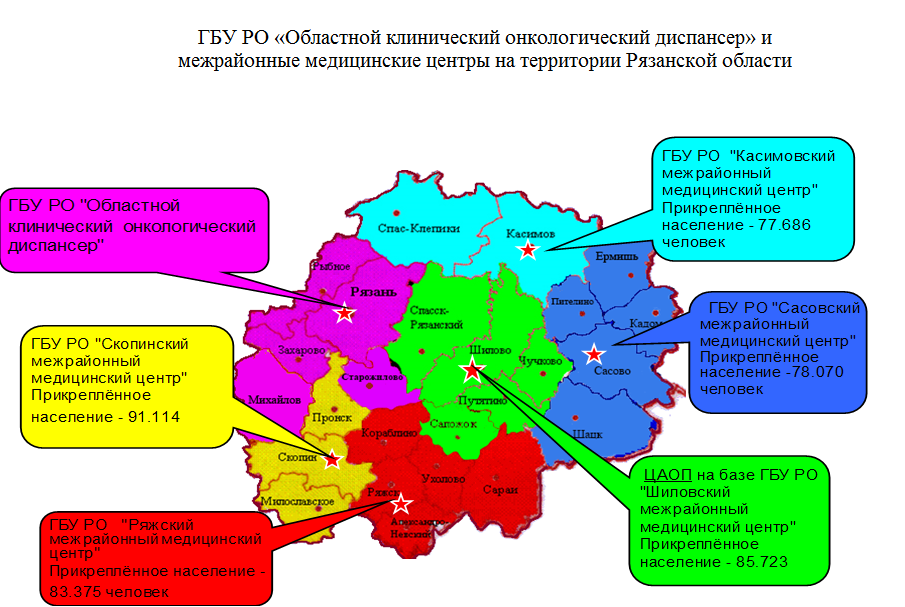 ГБУ РО «Областной клинический онкологический диспансер» и
межрайонные медицинские центры на территории Рязанской области
ГБУ РО "Касимовский
межрайонный
медицинский центр"
Прикреплённое
население - 77.686
человек
ГБУ РО "Областной
клинический онкологический
диспансер"
Спас-Клепики
Касимов
Ермишь
Рыбное
Рязань
Пителино
Кадом
Спасск-
Рязанский
ГБУ РО "Сасовский
межрайонный
медицинский центр"
Прикреплённое
население -78.070
человек
ГБУ РО "Скопинский
межрайонный
медицинский центр"
Прикреплённое
население - 91.114
Захарово
Шилово
Чучково
Сасово
Старожилово
Михайлов
Путятино
Пронск
Сапожок
Кораблино
Шацк
Скопин
Ухолово
Сараи
Ряжск
Милославское
Александро-
Невский
ЦАОП на базе ГБУ РО
"Шиловский
межрайонный
медицинский центр"
Прикреплённое
население - 85.723
ГБУ РО "Ряжский
межрайонный медицинский
центр"
Прикреплённое население -
83.375 человек